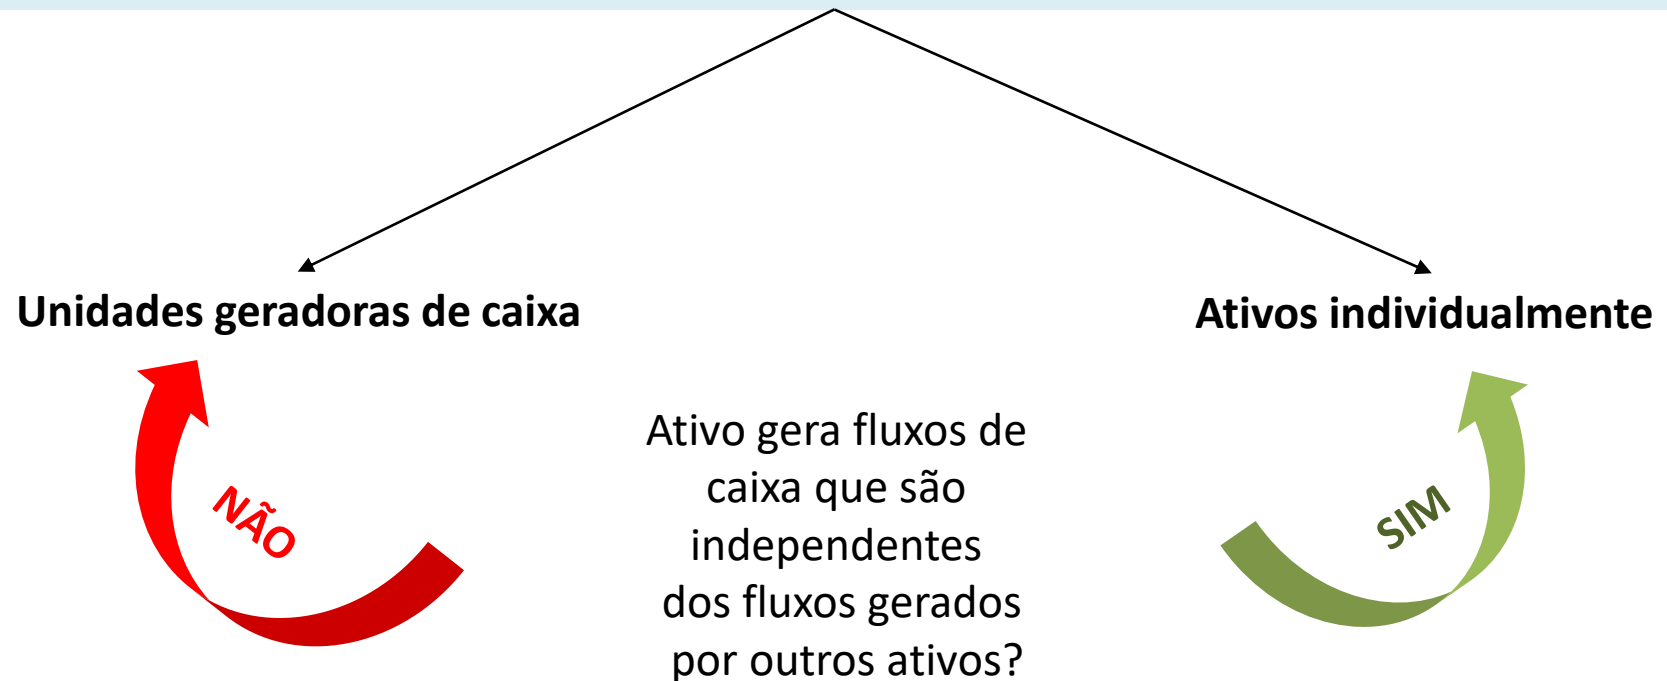 Unidades geradoras de caixa
Ativos individualmente
NÃO
Ativo gera fluxos de
caixa que são
independentes
dos fluxos gerados
por outros ativos?
SIM